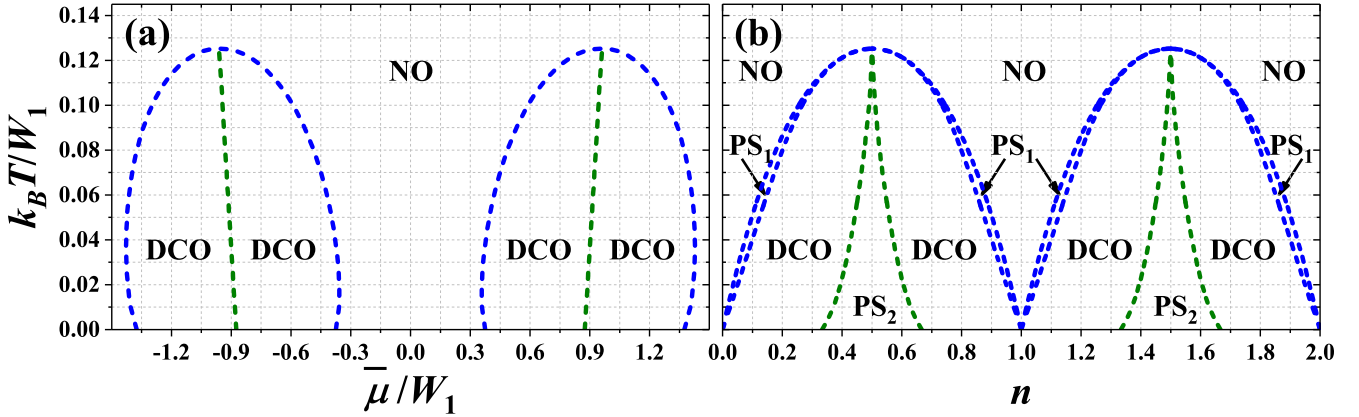 0.14
0.12
0.10
0.08
0.06
0.04
0.02
0.00
k_B T/W_1
(a)
NO
DCO DCO DCO DCO
-1.2 -0.9 -0.6 -0.3 0.0 0.3 0.6 0.9 1.2
μ̅/W_1
(b)
NO NO NO
PS_1 PS_1 PS_1
DCO DCO DCO DCO
PS_2 PS_2
0.0 0.2 0.4 0.6 0.8 1.0 1.2 1.4 1.6 1.8 2.0
n